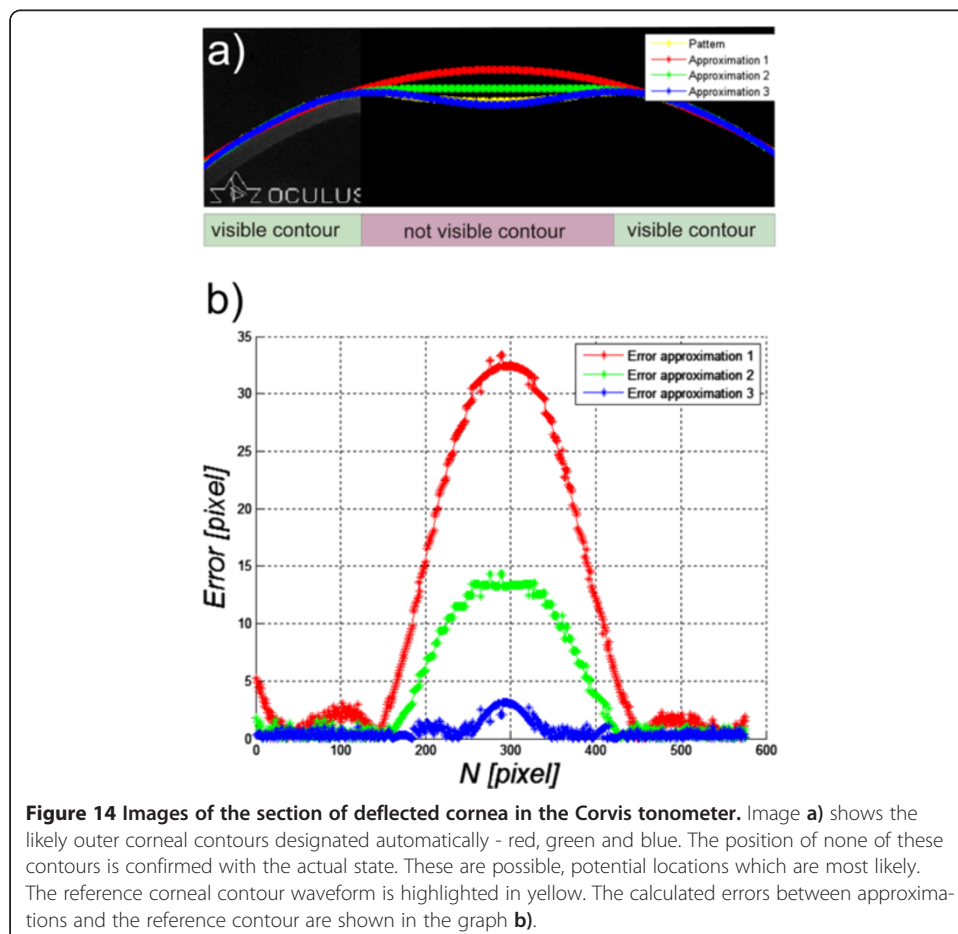 a)
Pattern
Approximation 1
Approximation 2
Approximation 3
OCULUS
visible contour
not visible contour
visible contour
b)
35
30
25
20
15
10
5
0
Error [pixel]
Error approximation 1
Error approximation 2
Error approximation 3
0
100
200
300
400
500
600
N [pixel]
Figure 14 Images of the section of deflected cornea in the Corvis tonometer. Image a) shows the
likely outer corneal contours designated automatically - red, green and blue. The position of none of these
contours is confirmed with the actual state. These are possible, potential locations which are most likely.
The reference corneal contour waveform is highlighted in yellow. The calculated errors between approxima-
tions and the reference contour are shown in the graph b).